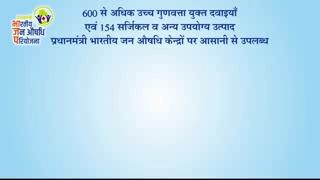 भारतीय
जन औषधि
परियोजना
600 से अधिक उच्च गुणवत्ता युक्त दवाइयाँ
एवं 154 सर्जिकल व अन्य उपयोग्य उत्पाद
प्रधानमंत्री भारतीय जन औषधि केन्द्रों पर आसानी से उपलब्ध